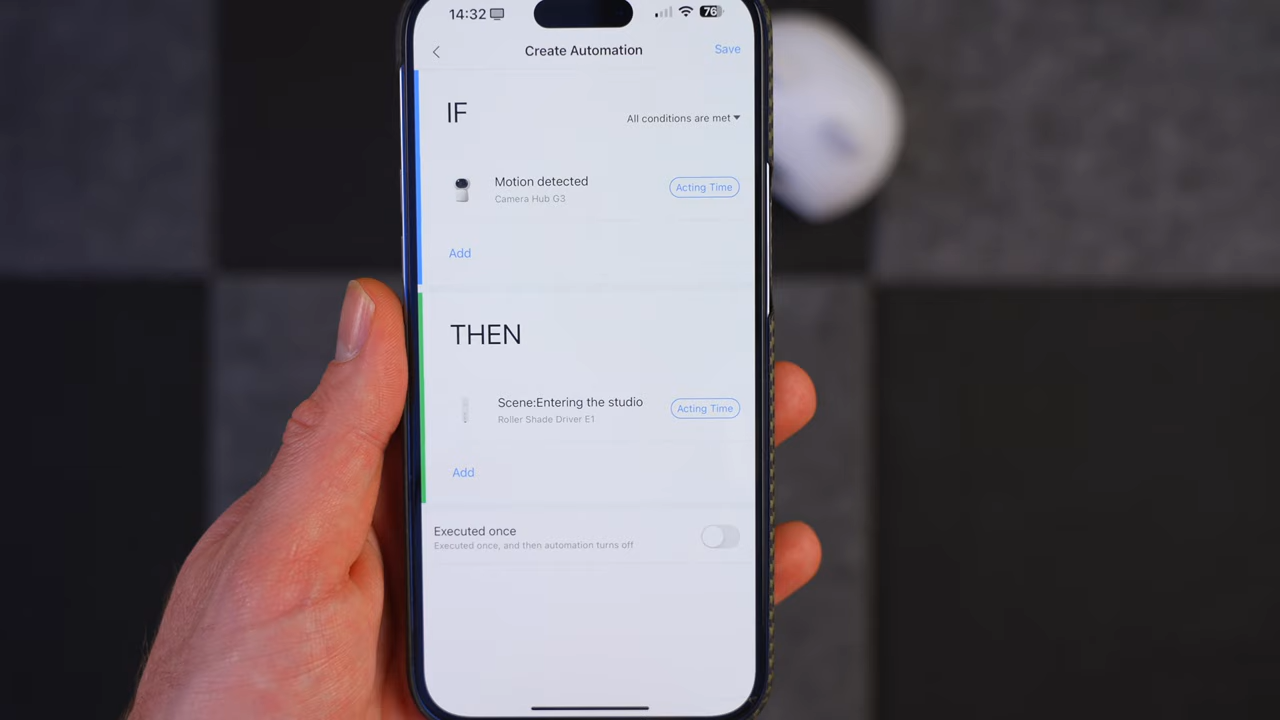 14:32
76
Create Automation
Save
IF
All conditions are met
Motion detected
Camera Hub G3
Acting Time
Add
THEN
Scene:Entering the studio
Roller Shade Driver E1
Acting Time
Add
Executed once
Executed once, and then automation turns off